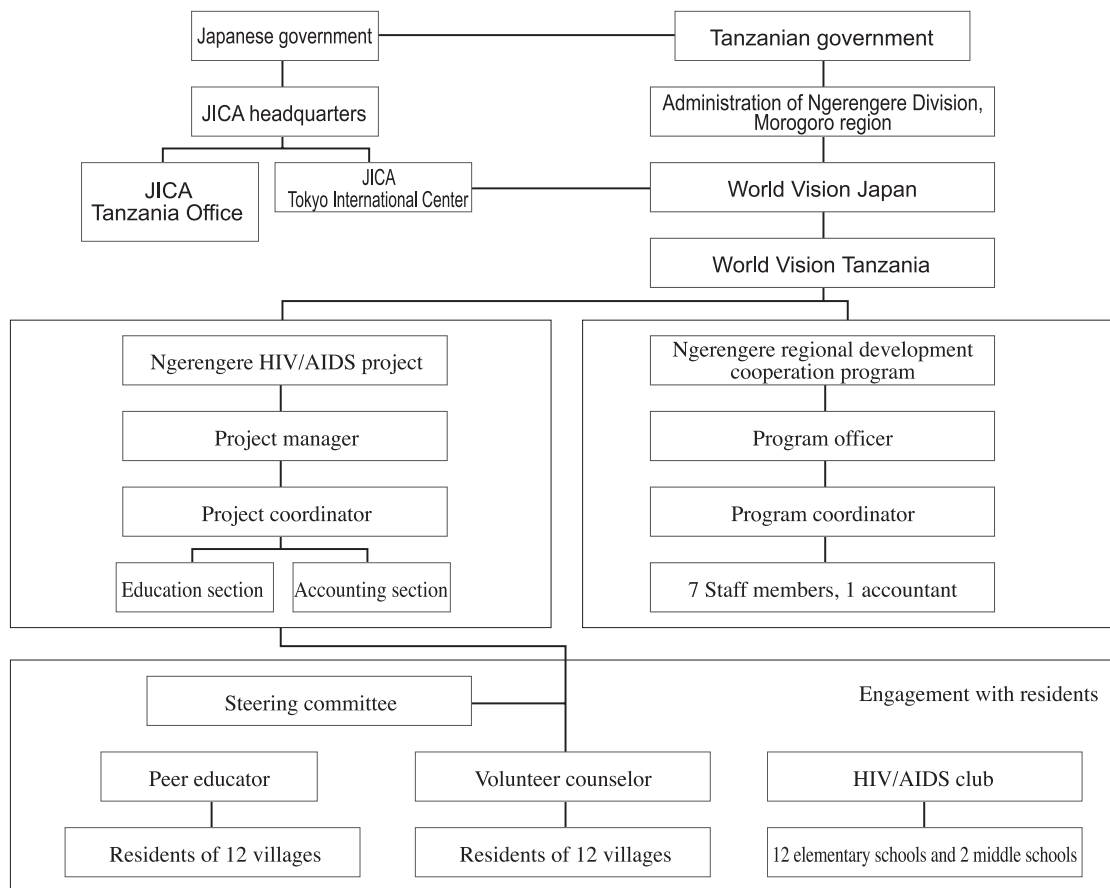 Japanese government
Tanzanian government
JICA headquarters
Administration of Ngerengere Division,
Morogoro region
JICA
Tanzania Office
JICA
Tokyo International Center
World Vision Japan
World Vision Tanzania
Ngerengere HIV/AIDS project
Project manager
Project coordinator
Education section
Accounting section
Ngerengere regional development
cooperation program
Program officer
Program coordinator
7 Staff members, 1 accountant
Engagement with residents
Steering committee
Peer educator
Volunteer counselor
HIV/AIDS club
Residents of 12 villages
Residents of 12 villages
12 elementary schools and 2 middle schools